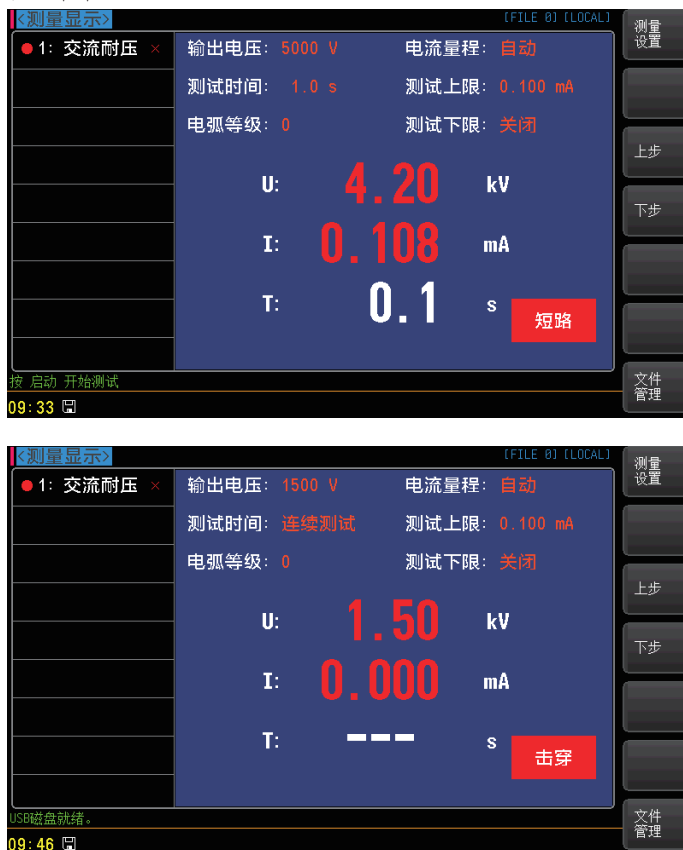 <测量显示> [FILE 0] [LOCAL]
测量设置
1: 交流耐压 ×
输出电压: 5000 V 电流量程: 自动
测试时间: 1.0 s 测试上限: 0.100 mA
电弧等级: 0 测试下限: 关闭
上步
U: 4.20 kV
下步
I: 0.108 mA
T: 0.1 s
短路
按 启动 开始测试
文件管理
09:33
<测量显示> [FILE 0] [LOCAL]
测量设置
1: 交流耐压 ×
输出电压: 1500 V 电流量程: 自动
测试时间: 连续测试 测试上限: 0.100 mA
电弧等级: 0 测试下限: 关闭
上步
U: 1.50 kV
下步
I: 0.000 mA
T: --- s
击穿
USB磁盘就绪。
文件管理
09:46